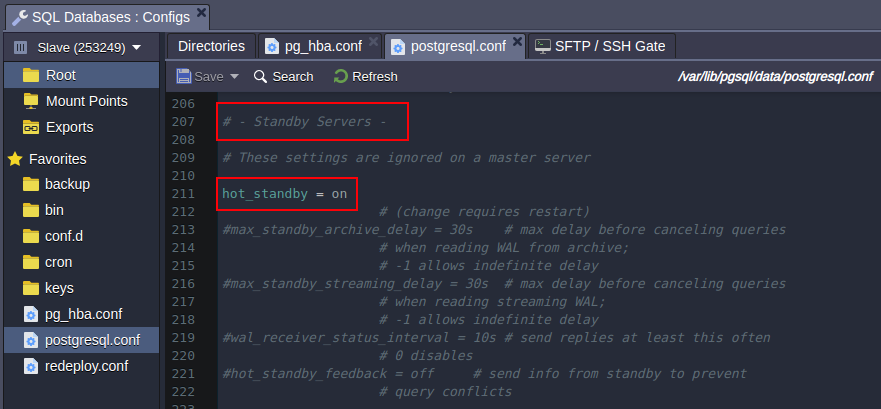 SQL Databases : Configs
Slave (253249)
Root
Mount Points
Exports
Favorites
backup
bin
conf.d
cron
keys
pg_hba.conf
postgresql.conf
redeploy.conf
Directories
pg_hba.conf
postgresql.conf
SFTP / SSH Gate
Save
Search
Refresh
/var/lib/pgsql/data/postgresql.conf
206
207 # - Standby Servers -
208
209 # These settings are ignored on a master server
210
211 hot_standby = on
212 # (change requires restart)
213 #max_standby_archive_delay = 30s # max delay before canceling queries
214 # when reading WAL from archive;
215 # -1 allows indefinite delay
216 #max_standby_streaming_delay = 30s # max delay before canceling queries
217 # when reading streaming WAL;
218 # -1 allows indefinite delay
219 #wal_receiver_status_interval = 10s # send replies at least this often
220 # 0 disables
221 #hot_standby_feedback = off # send info from standby to prevent
222 # query conflicts
223